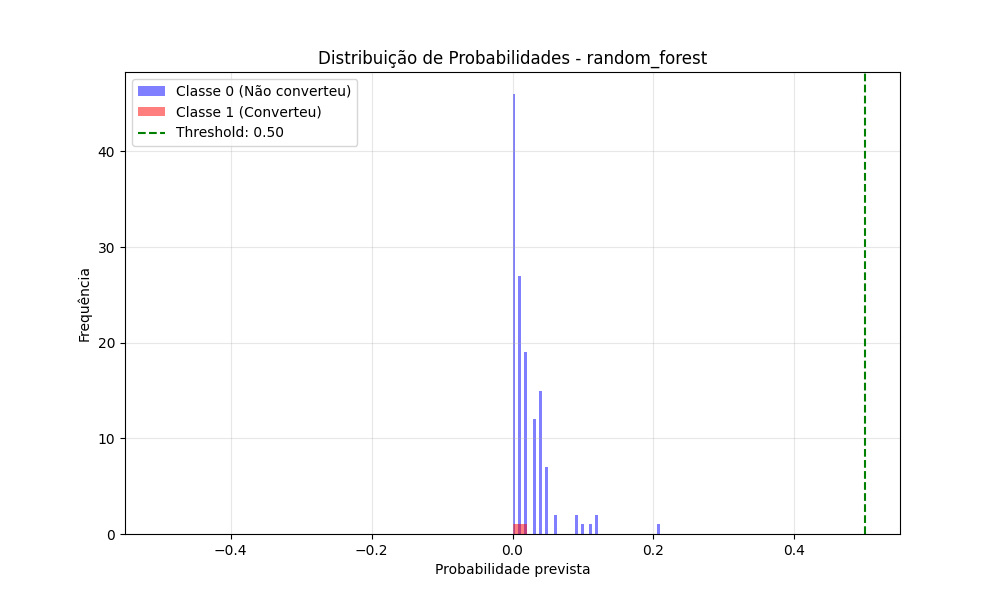 Distribuição de Probabilidades - random_forest
Classe 0 (Não converteu)
Classe 1 (Converteu)
Threshold: 0.50
Frequência
40
30
20
10
0
−0.4
−0.2
0.0
0.2
0.4
Probabilidade prevista